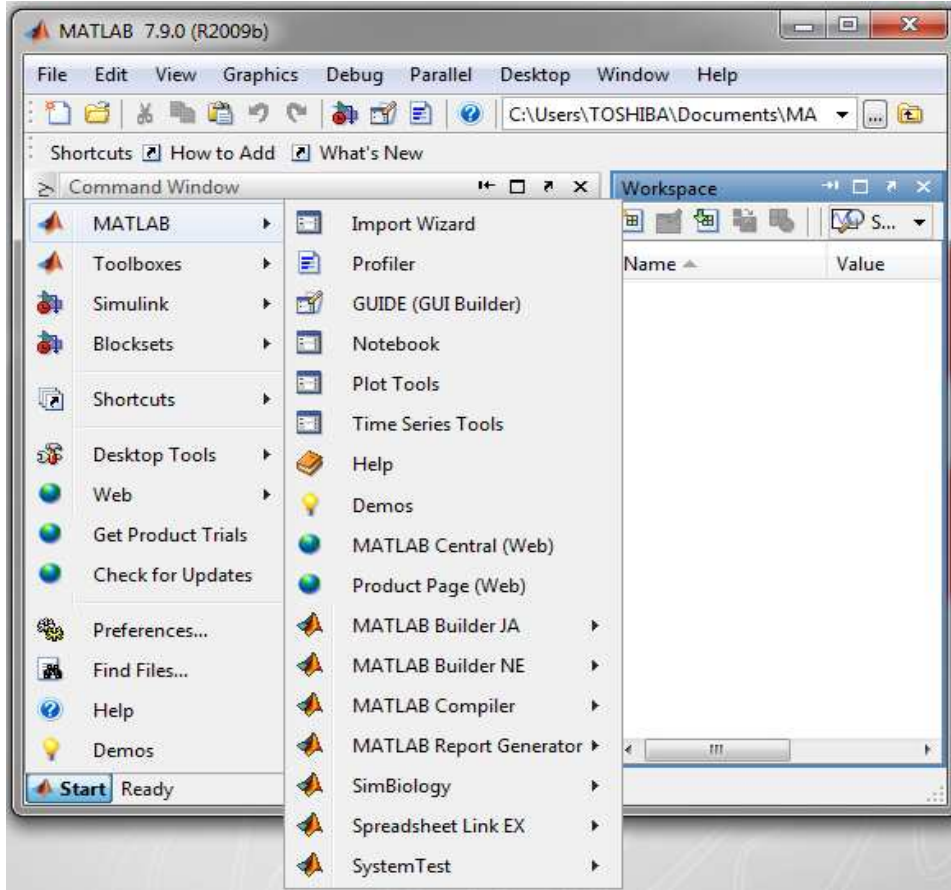 MATLAB 7.9.0 (R2009b)
File Edit View Graphics Debug Parallel Desktop Window Help
C:\Users\TOSHIBA\Documents\MA ...
Shortcuts How to Add What's New
Command Window
Workspace
S...
Name Value
MATLAB
Toolboxes
Simulink
Blocksets
Shortcuts
Desktop Tools
Web
Get Product Trials
Check for Updates
Preferences...
Find Files...
Help
Demos
Import Wizard
Profiler
GUIDE (GUI Builder)
Notebook
Plot Tools
Time Series Tools
Help
Demos
MATLAB Central (Web)
Product Page (Web)
MATLAB Builder JA
MATLAB Builder NE
MATLAB Compiler
MATLAB Report Generator
SimBiology
Spreadsheet Link EX
SystemTest
Start Ready